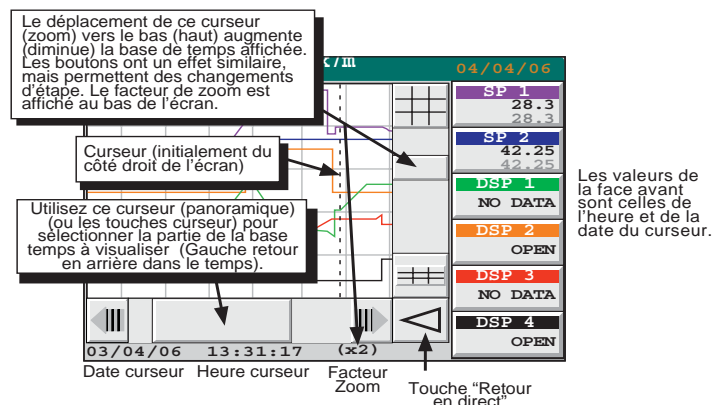 Le déplacement de ce curseur
(zoom) vers le bas (haut) augmente
(diminue) la base de temps affichée.
Les boutons ont un effet similaire,
mais permettent des changements
d'étape. Le facteur de zoom est
affiché au bas de l'écran.
04/04/06
SP 1
28.3
28.3
SP 2
42.25
42.25
DSP 1
NO DATA
DSP 2
OPEN
DSP 3
NO DATA
DSP 4
OPEN
Curseur (initialement du
côté droit de l'écran)
Utilisez ce curseur (panoramique)
(ou les touches curseur) pour
sélectionner la partie de la base
temps à visualiser (Gauche retour
en arrière dans le temps).
Les valeurs de
la face avant
sont celles de
l'heure et de la
date du curseur.
03/04/06 13:31:17 (x2)
Date curseur Heure curseur Facteur
Zoom
Touche “Retour
en direct”